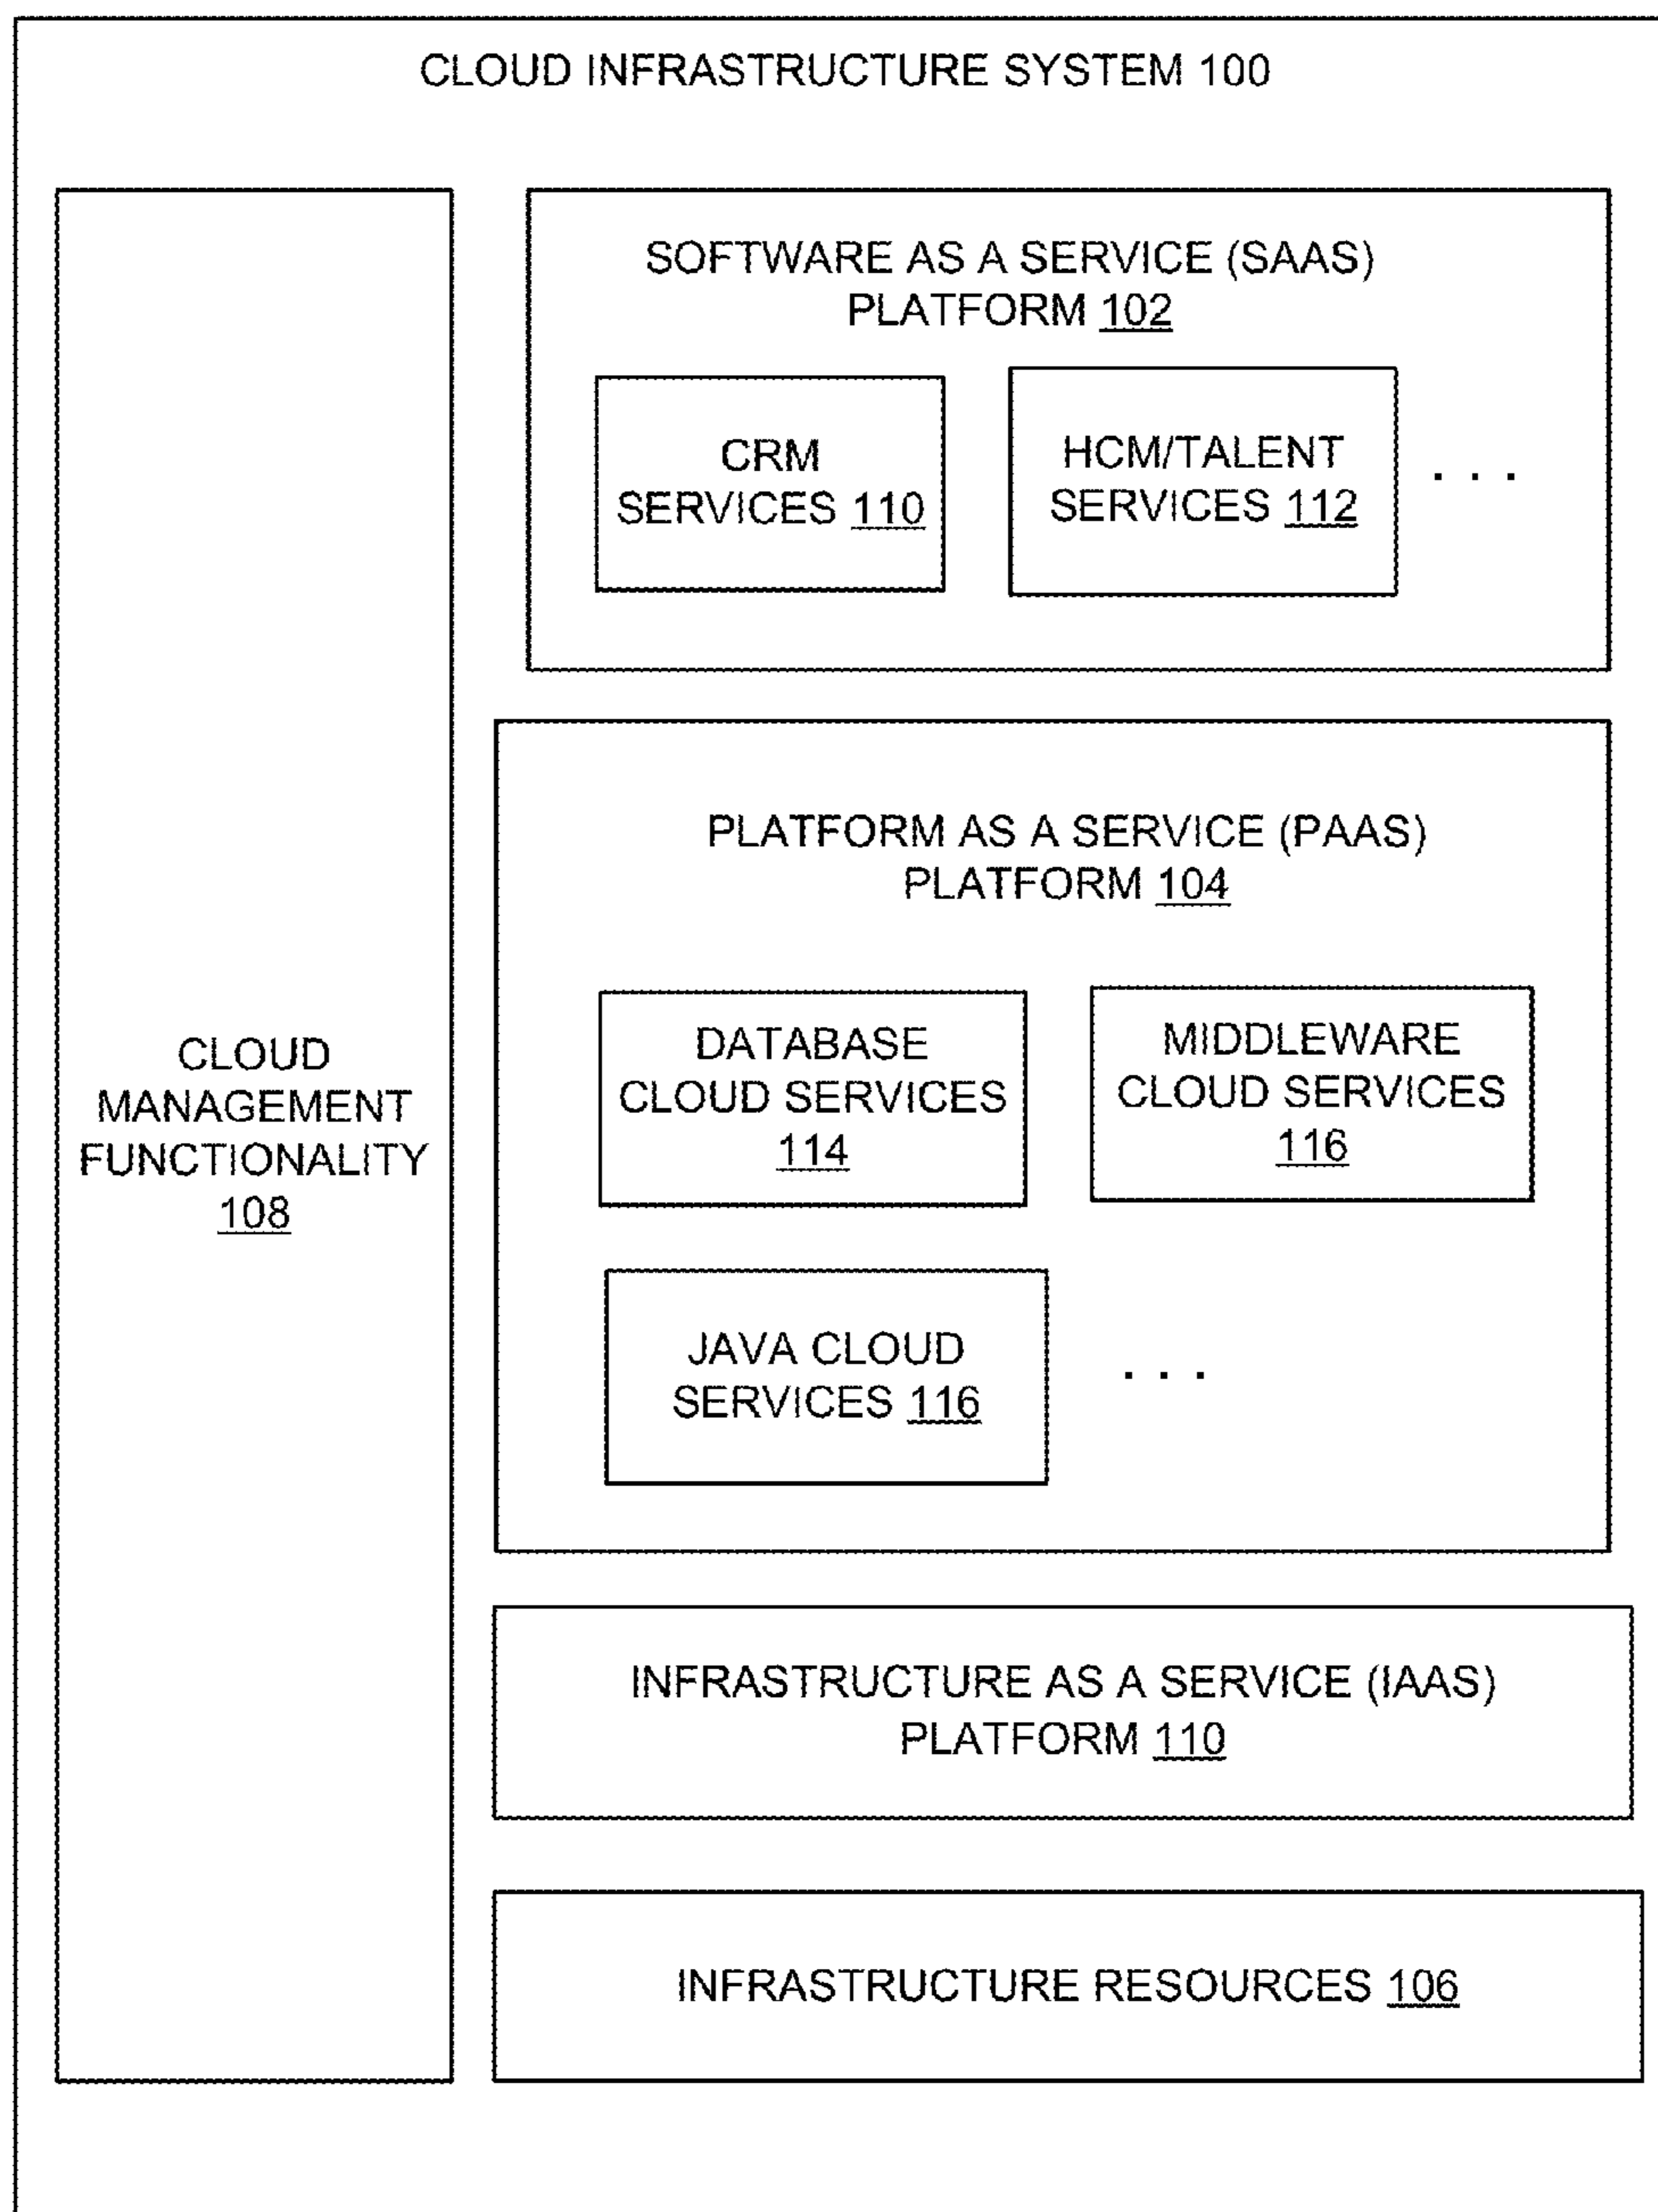 CLOUD INFRASTRUCTURE SYSTEM 100
SOFTWARE AS A SERVICE (SAAS)
PLATFORM 102
CRM
SERVICES 110
HCM/TALENT
SERVICES 112
. . .
PLATFORM AS A SERVICE (PAAS)
PLATFORM 104
DATABASE
CLOUD SERVICES
114
MIDDLEWARE
CLOUD SERVICES
116
JAVA CLOUD
SERVICES 116
. . .
CLOUD
MANAGEMENT
FUNCTIONALITY
108
INFRASTRUCTURE AS A SERVICE (IAAS)
PLATFORM 110
INFRASTRUCTURE RESOURCES 106